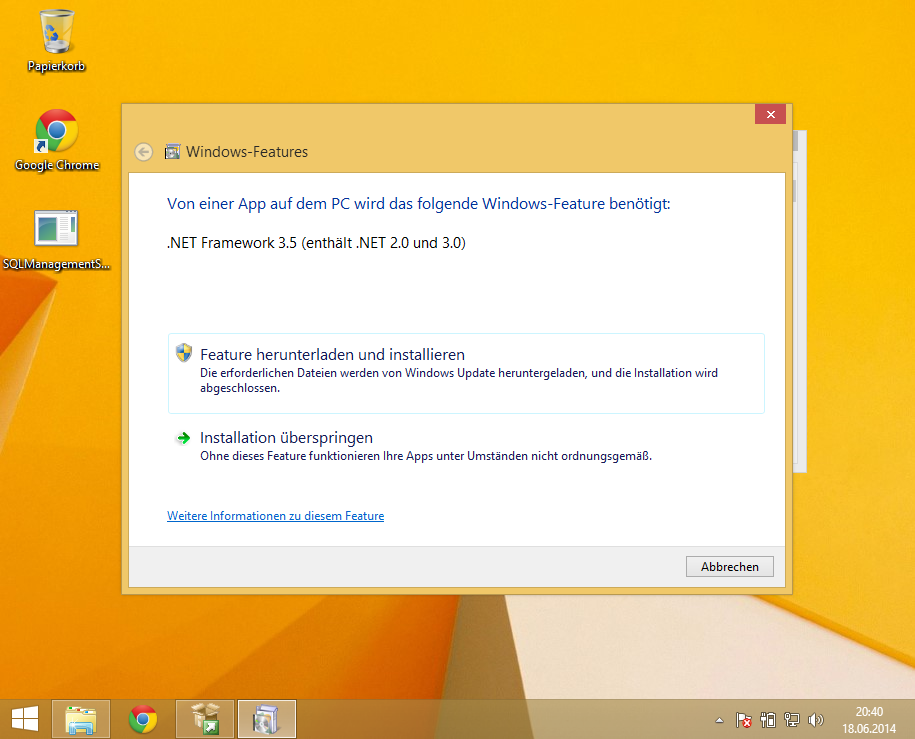 Papierkorb
Google Chrome
SQLManagementS...
Windows-Features
Von einer App auf dem PC wird das folgende Windows-Feature benötigt:
.NET Framework 3.5 (enthält .NET 2.0 und 3.0)
Feature herunterladen und installieren
Die erforderlichen Dateien werden von Windows Update heruntergeladen, und die Installation wird
abgeschlossen.
Installation überspringen
Ohne dieses Feature funktionieren Ihre Apps unter Umständen nicht ordnungsgemäß.
Weitere Informationen zu diesem Feature
Abbrechen
20:40
18.06.2014